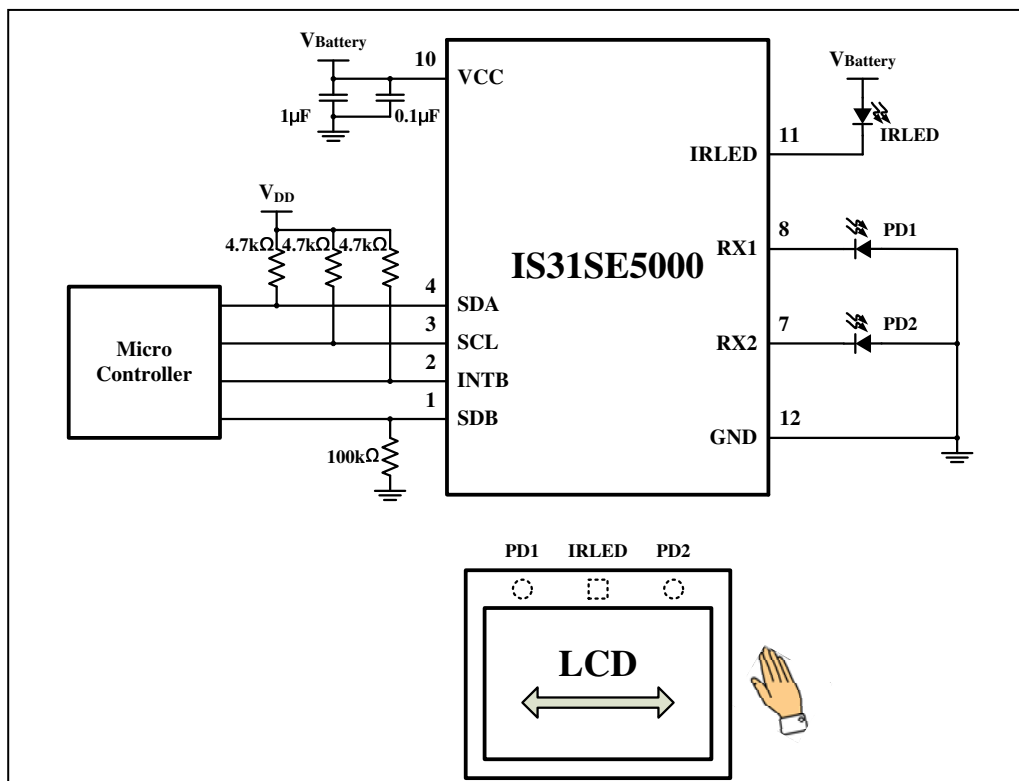 VBattery
10
VCC
1μF
0.1μF
VBattery
IRLED
11
IRLED
VDD
4.7kΩ 4.7kΩ 4.7kΩ
8
RX1
PD1
IS31SE5000
4
SDA
3
SCL
7
RX2
PD2
Micro
Controller
2
INTB
1
SDB
12
GND
100kΩ
PD1 IRLED PD2
LCD